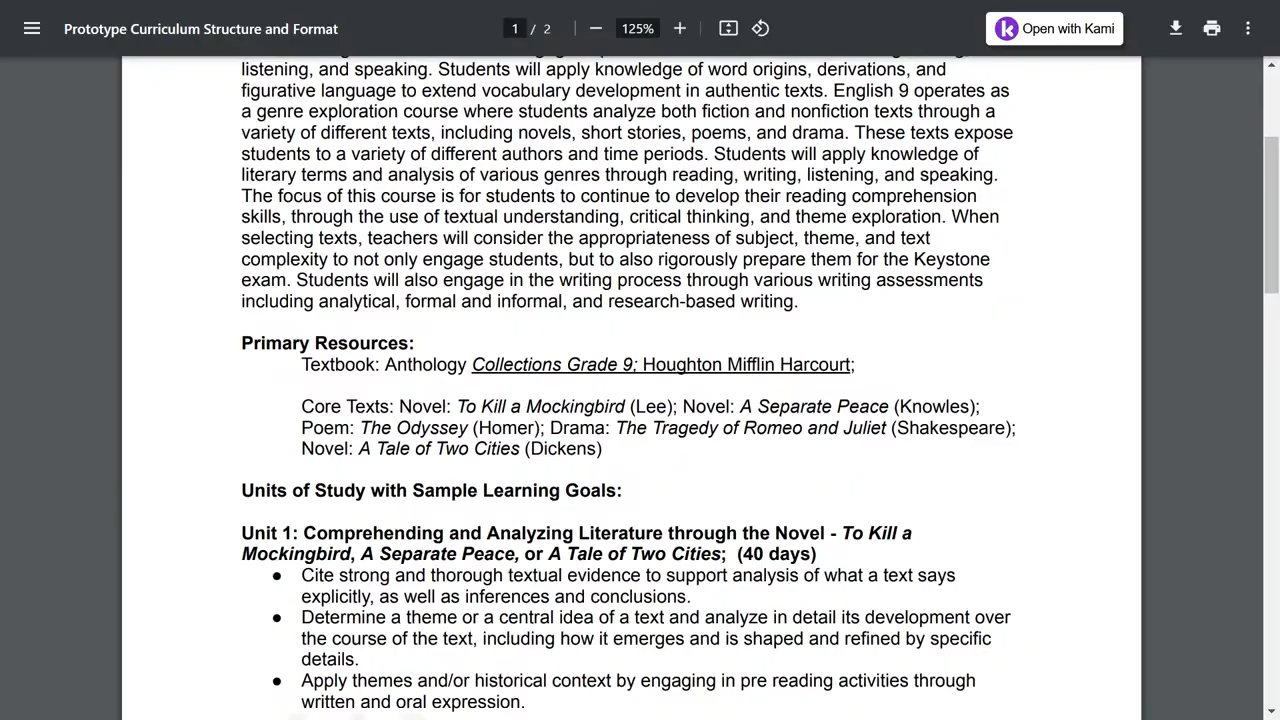 Prototype Curriculum Structure and Format
1 / 2
125%
Open with Kami
listening, and speaking. Students will apply knowledge of word origins, derivations, and
figurative language to extend vocabulary development in authentic texts. English 9 operates as
a genre exploration course where students analyze both fiction and nonfiction texts through a
variety of different texts, including novels, short stories, poems, and drama. These texts expose
students to a variety of different authors and time periods. Students will apply knowledge of
literary terms and analysis of various genres through reading, writing, listening, and speaking.
The focus of this course is for students to continue to develop their reading comprehension
skills, through the use of textual understanding, critical thinking, and theme exploration. When
selecting texts, teachers will consider the appropriateness of subject, theme, and text
complexity to not only engage students, but to also rigorously prepare them for the Keystone
exam. Students will also engage in the writing process through various writing assessments
including analytical, formal and informal, and research-based writing.
Primary Resources:
Textbook: Anthology Collections Grade 9; Houghton Mifflin Harcourt;
Core Texts: Novel: To Kill a Mockingbird (Lee); Novel: A Separate Peace (Knowles);
Poem: The Odyssey (Homer); Drama: The Tragedy of Romeo and Juliet (Shakespeare);
Novel: A Tale of Two Cities (Dickens)
Units of Study with Sample Learning Goals:
Unit 1: Comprehending and Analyzing Literature through the Novel - To Kill a
Mockingbird, A Separate Peace, or A Tale of Two Cities; (40 days)
● Cite strong and thorough textual evidence to support analysis of what a text says
explicitly, as well as inferences and conclusions.
● Determine a theme or a central idea of a text and analyze in detail its development over
the course of the text, including how it emerges and is shaped and refined by specific
details.
● Apply themes and/or historical context by engaging in pre reading activities through
written and oral expression.